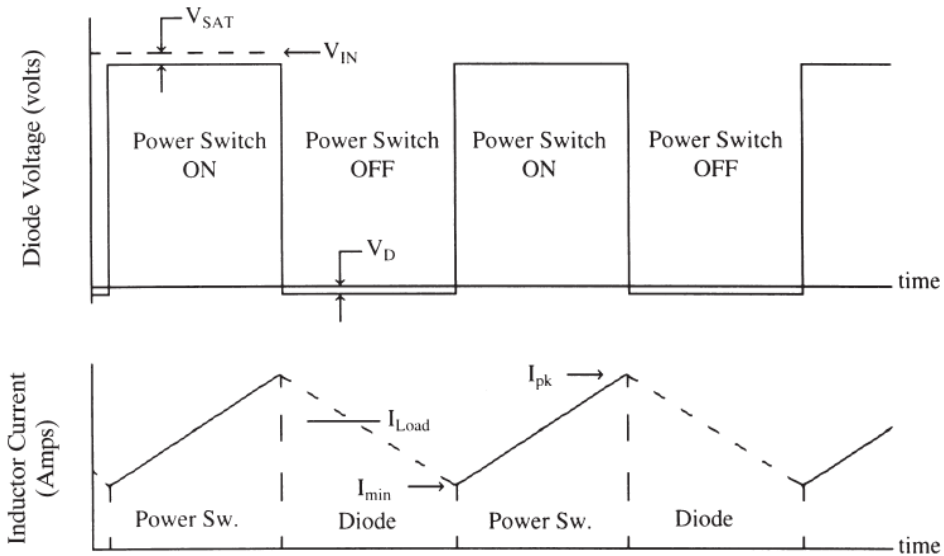 Diode Voltage (volts)
V_SAT
V_IN
Power Switch
ON
Power Switch
OFF
Power Switch
ON
Power Switch
OFF
V_D
time
Inductor Current
(Amps)
I_pk
I_Load
I_min
Power Sw.
Diode
Power Sw.
Diode
time